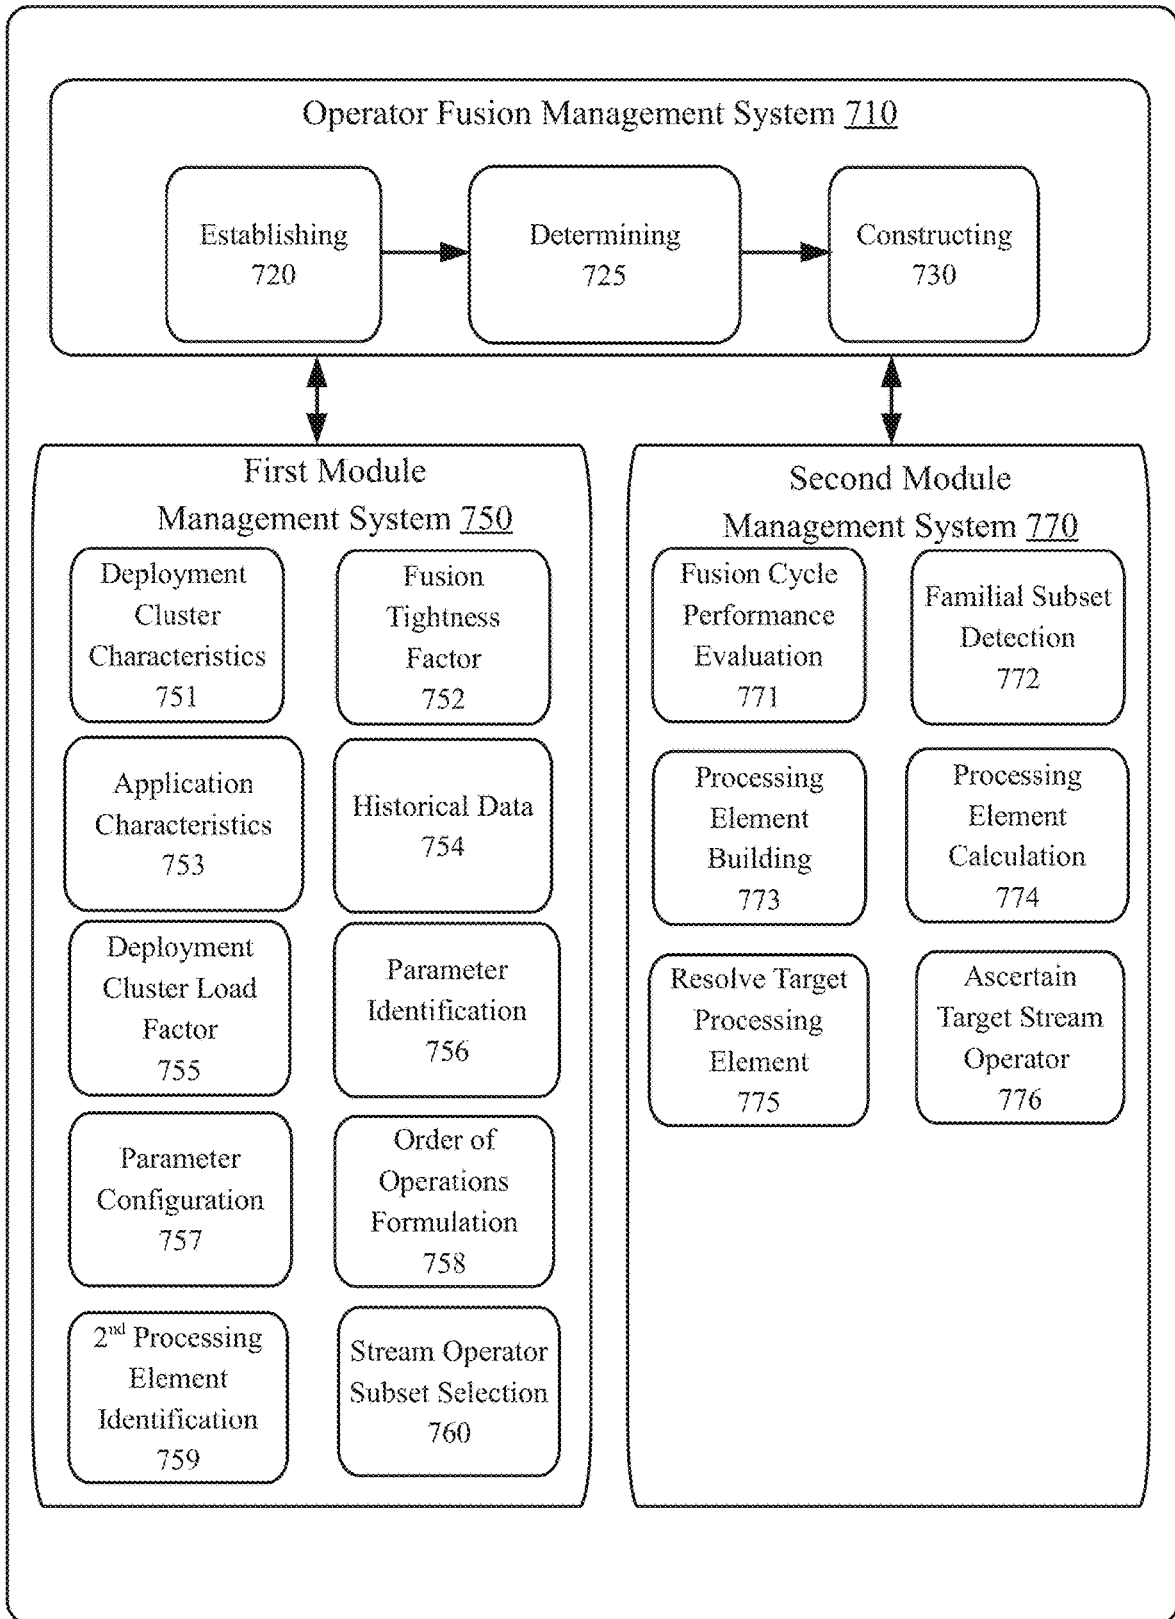 Operator Fusion Management System 710
Establishing
720
Determining
725
Constructing
730
First Module
Management System 750
Deployment
Cluster
Characteristics
751
Fusion
Tightness
Factor
752
Application
Characteristics
753
Historical Data
754
Deployment
Cluster Load
Factor
755
Parameter
Identification
756
Parameter
Configuration
757
Order of
Operations
Formulation
758
2nd Processing
Element
Identification
759
Stream Operator
Subset Selection
760
Second Module
Management System 770
Fusion Cycle
Performance
Evaluation
771
Familial Subset
Detection
772
Processing
Element
Building
773
Processing
Element
Calculation
774
Resolve Target
Processing
Element
775
Ascertain
Target Stream
Operator
776